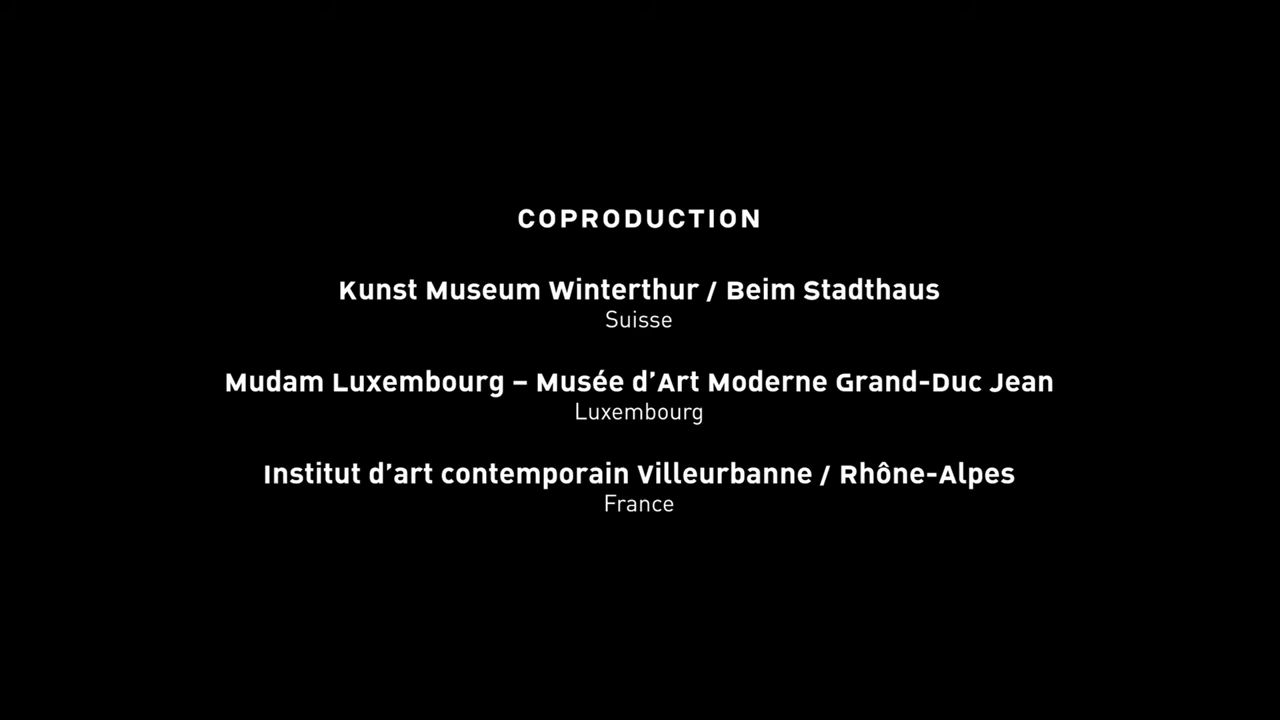 COPRODUCTION
Kunst Museum Winterthur / Beim Stadthaus
Suisse
Mudam Luxembourg – Musée d’Art Moderne Grand-Duc Jean
Luxembourg
Institut d’art contemporain Villeurbanne / Rhône-Alpes
France